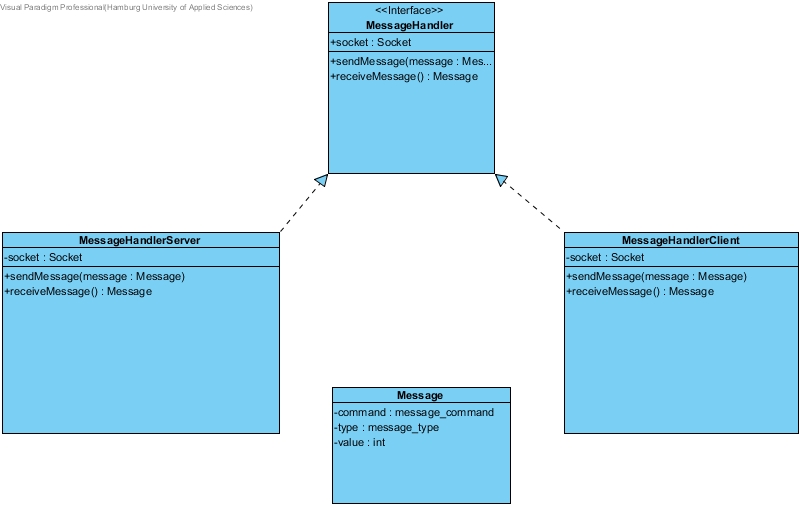 Visual Paradigm Professional(Hamburg University of Applied Sciences)
<<Interface>>
MessageHandler
+socket : Socket
+sendMessage(message : Mes...
+receiveMessage() : Message
MessageHandlerServer
-socket : Socket
+sendMessage(message : Message)
+receiveMessage() : Message
MessageHandlerClient
-socket : Socket
+sendMessage(message : Message)
+receiveMessage() : Message
Message
-command : message_command
-type : message_type
-value : int